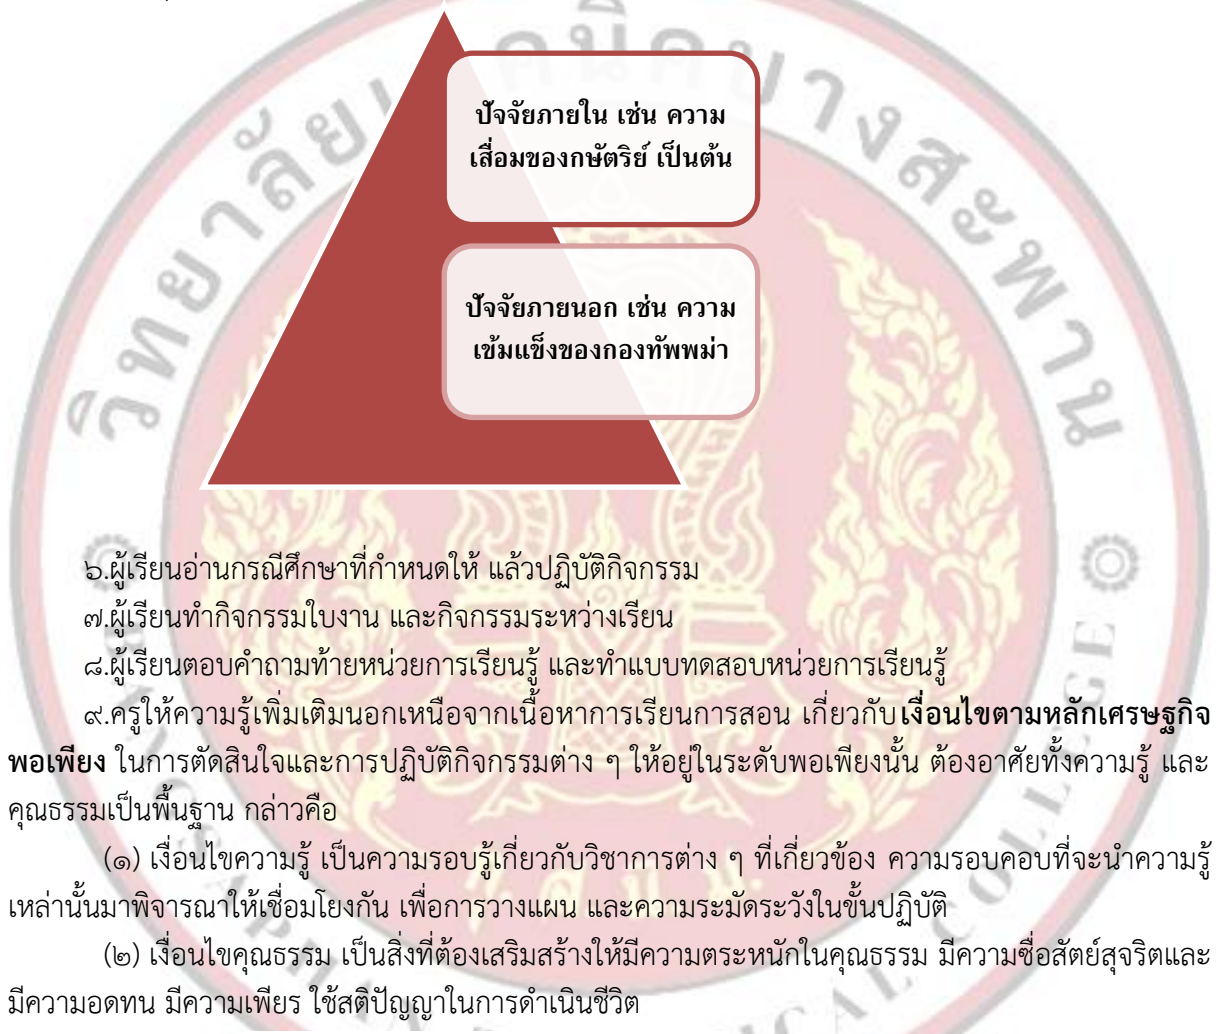 ปัจจัยภายใน เช่น ความ
เสื่อมของกษัตริย์ เป็นต้น
ปัจจัยภายนอก เช่น ความ
เข้มแข็งของกองทัพพม่า
๖.ผู้เรียนอ่านกรณีศึกษาที่กำหนดให้ แล้วปฏิบัติกิจกรรม
๗.ผู้เรียนทำกิจกรรมใบงาน และกิจกรรมระหว่างเรียน
๘.ผู้เรียนตอบคำถามท้ายหน่วยการเรียนรู้ และทำแบบทดสอบหน่วยการเรียนรู้
๙.ครูให้ความรู้เพิ่มเติมนอกเหนือจากเนื้อหาการเรียนการสอน เกี่ยวกับเงื่อนไขตามหลักเศรษฐกิจ
พอเพียง ในการตัดสินใจและการปฏิบัติกิจกรรมต่าง ๆ ให้อยู่ในระดับพอเพียงนั้น ต้องอาศัยทั้งความรู้ และ
คุณธรรมเป็นพื้นฐาน กล่าวคือ
(๑) เงื่อนไขความรู้ เป็นความรอบรู้เกี่ยวกับวิชาการต่าง ๆ ที่เกี่ยวข้อง ความรอบคอบที่จะนำความรู้
เหล่านั้นมาพิจารณาให้เชื่อมโยงกัน เพื่อการวางแผน และความระมัดระวังในขั้นปฏิบัติ
(๒) เงื่อนไขคุณธรรม เป็นสิ่งที่ต้องเสริมสร้างให้มีความตระหนักในคุณธรรม มีความซื่อสัตย์สุจริตและ
มีความอดทน มีความเพียร ใช้สติปัญญาในการดำเนินชีวิต